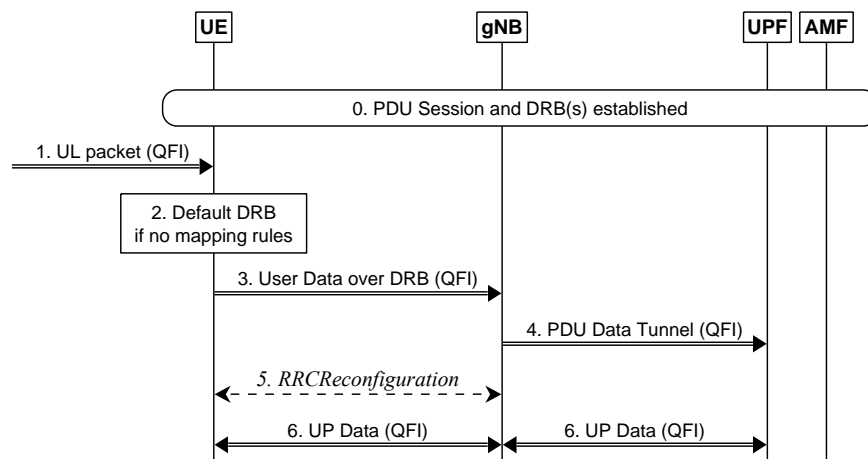 UE
gNB
UPF
AMF
0. PDU Session and DRB(s) established
1. UL packet (QFI)
2. Default DRB
if no mapping rules
3. User Data over DRB (QFI)
4. PDU Data Tunnel (QFI)
5. RRCReconfiguration
6. UP Data (QFI)
6. UP Data (QFI)